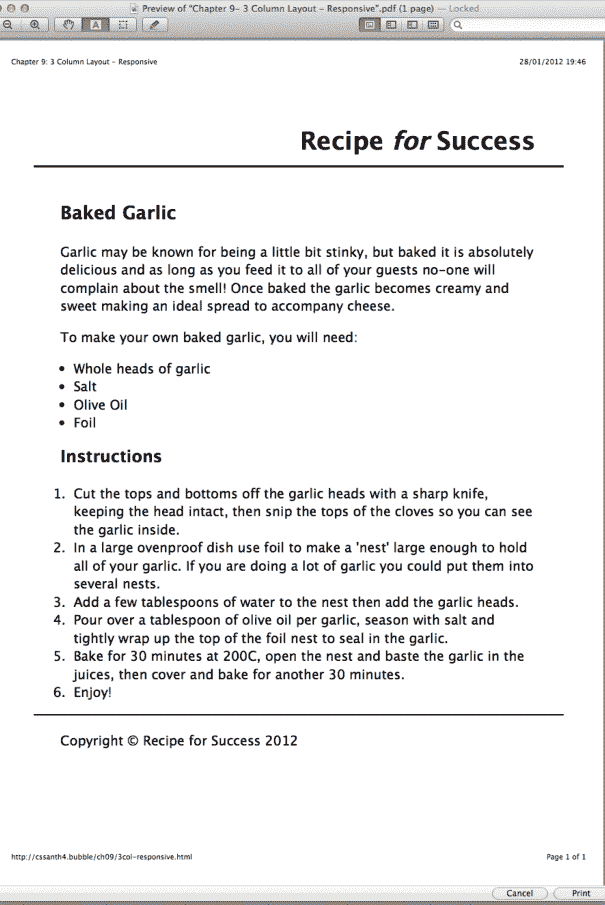 Preview of "Chapter 9- 3 Column Layout - Responsive".pdf (1 page) — Locked
A
Chapter 9: 3 Column Layout - Responsive
28/01/2012 19:46
Recipe for Success
Baked Garlic
Garlic may be known for being a little bit stinky, but baked it is absolutely
delicious and as long as you feed it to all of your guests no-one will
complain about the smell! Once baked the garlic becomes creamy and
sweet making an ideal spread to accompany cheese.
To make your own baked garlic, you will need:
• Whole heads of garlic
• Salt
• Olive Oil
• Foil
Instructions
1. Cut the tops and bottoms off the garlic heads with a sharp knife,
keeping the head intact, then snip the tops of the cloves so you can see
the garlic inside.
2. In a large ovenproof dish use foil to make a 'nest' large enough to hold
all of your garlic. If you are doing a lot of garlic you could put them into
several nests.
3. Add a few tablespoons of water to the nest then add the garlic heads.
4. Pour over a tablespoon of olive oil per garlic, season with salt and
tightly wrap up the top of the foil nest to seal in the garlic.
5. Bake for 30 minutes at 200C, open the nest and baste the garlic in the
juices, then cover and bake for another 30 minutes.
6. Enjoy!
Copyright © Recipe for Success 2012
http://cssanth4.bubble/ch09/3col-responsive.html
Page 1 of 1
Cancel
Print